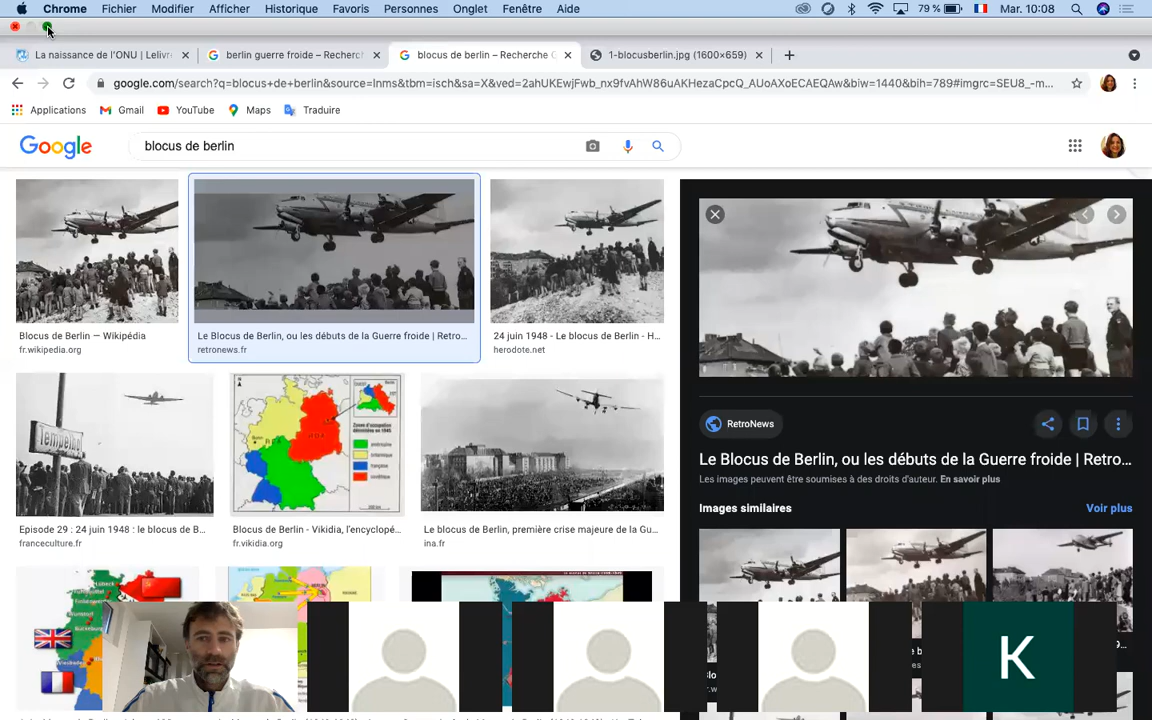 Chrome Fichier Modifier Afficher Historique Favoris Personnes Onglet Fenêtre Aide 79 % Mar. 10:08
La naissance de l'ONU | Lelivr
berlin guerre froide – Recherc
blocus de berlin – Recherche G
1-blocusberlin.jpg (1600×659)
google.com/search?q=blocus+de+berlin&source=lnms&tbm=isch&sa=X&ved=2ahUKEwjFwb_nx9fvAhW86uAKHezaCpcQ_AUoAXoECAEQAw&biw=1440&bih=789#imgrc=SEU8_-m...
Applications Gmail YouTube Maps Traduire
Google
blocus de berlin
Blocus de Berlin — Wikipédia
fr.wikipedia.org
Le Blocus de Berlin, ou les débuts de la Guerre froide | Retro...
retronews.fr
24 juin 1948 - Le blocus de Berlin - H...
herodote.net
Tempelho
Episode 29 : 24 juin 1948 : le blocus de B...
franceculture.fr
Blocus de Berlin - Vikidia, l'encyclopé...
fr.vikidia.org
Le blocus de Berlin, première crise majeure de la Gu...
ina.fr
RetroNews
Le Blocus de Berlin, ou les débuts de la Guerre froide | Retro...
Les images peuvent être soumises à des droits d'auteur. En savoir plus
Images similaires
Voir plus
K